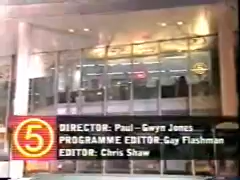 5
DIRECTOR: Paul-Gwyn Jones
PROGRAMME EDITOR: Gay Flashman
EDITOR: Chris Shaw